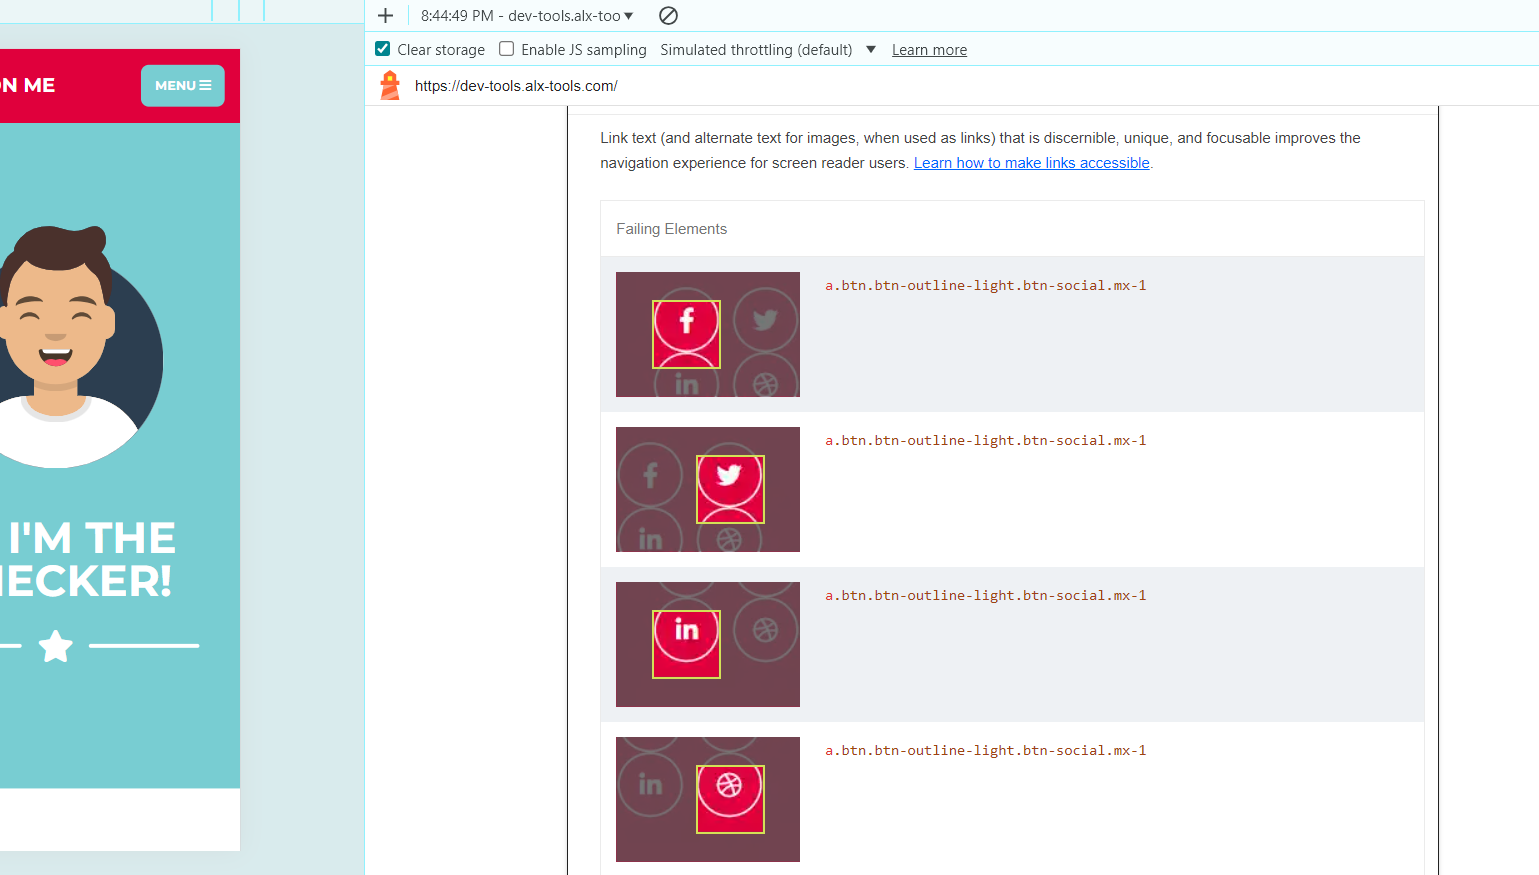 8:44:49 PM - dev-tools.alx-too
Clear storage Enable JS sampling Simulated throttling (default) Learn more
https://dev-tools.alx-tools.com/
N ME
MENU
I'M THE
HECKER!
Link text (and alternate text for images, when used as links) that is discernible, unique, and focusable improves the
navigation experience for screen reader users. Learn how to make links accessible.
Failing Elements
a.btn.btn-outline-light.btn-social.mx-1
a.btn.btn-outline-light.btn-social.mx-1
a.btn.btn-outline-light.btn-social.mx-1
a.btn.btn-outline-light.btn-social.mx-1